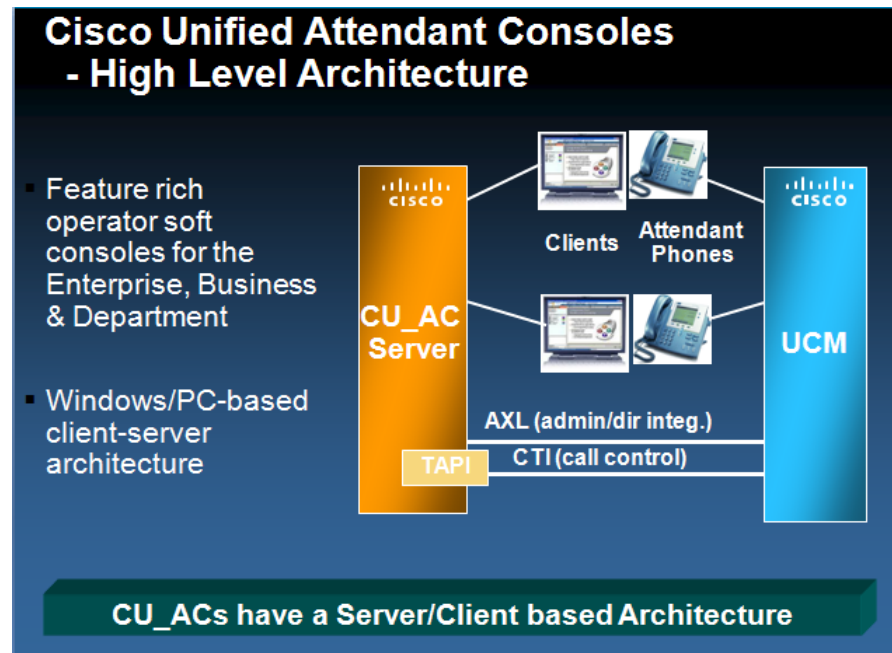 Cisco Unified Attendant Consoles
- High Level Architecture
Feature rich
operator soft
consoles for the
Enterprise, Business
& Department
Windows/PC-based
client-server
architecture
CISCO
CU_AC
Server
TAPI
Clients
Attendant
Phones
AXL (admin/dir integ.)
CTI (call control)
CISCO
UCM
CU_ACs have a Server/Client based Architecture